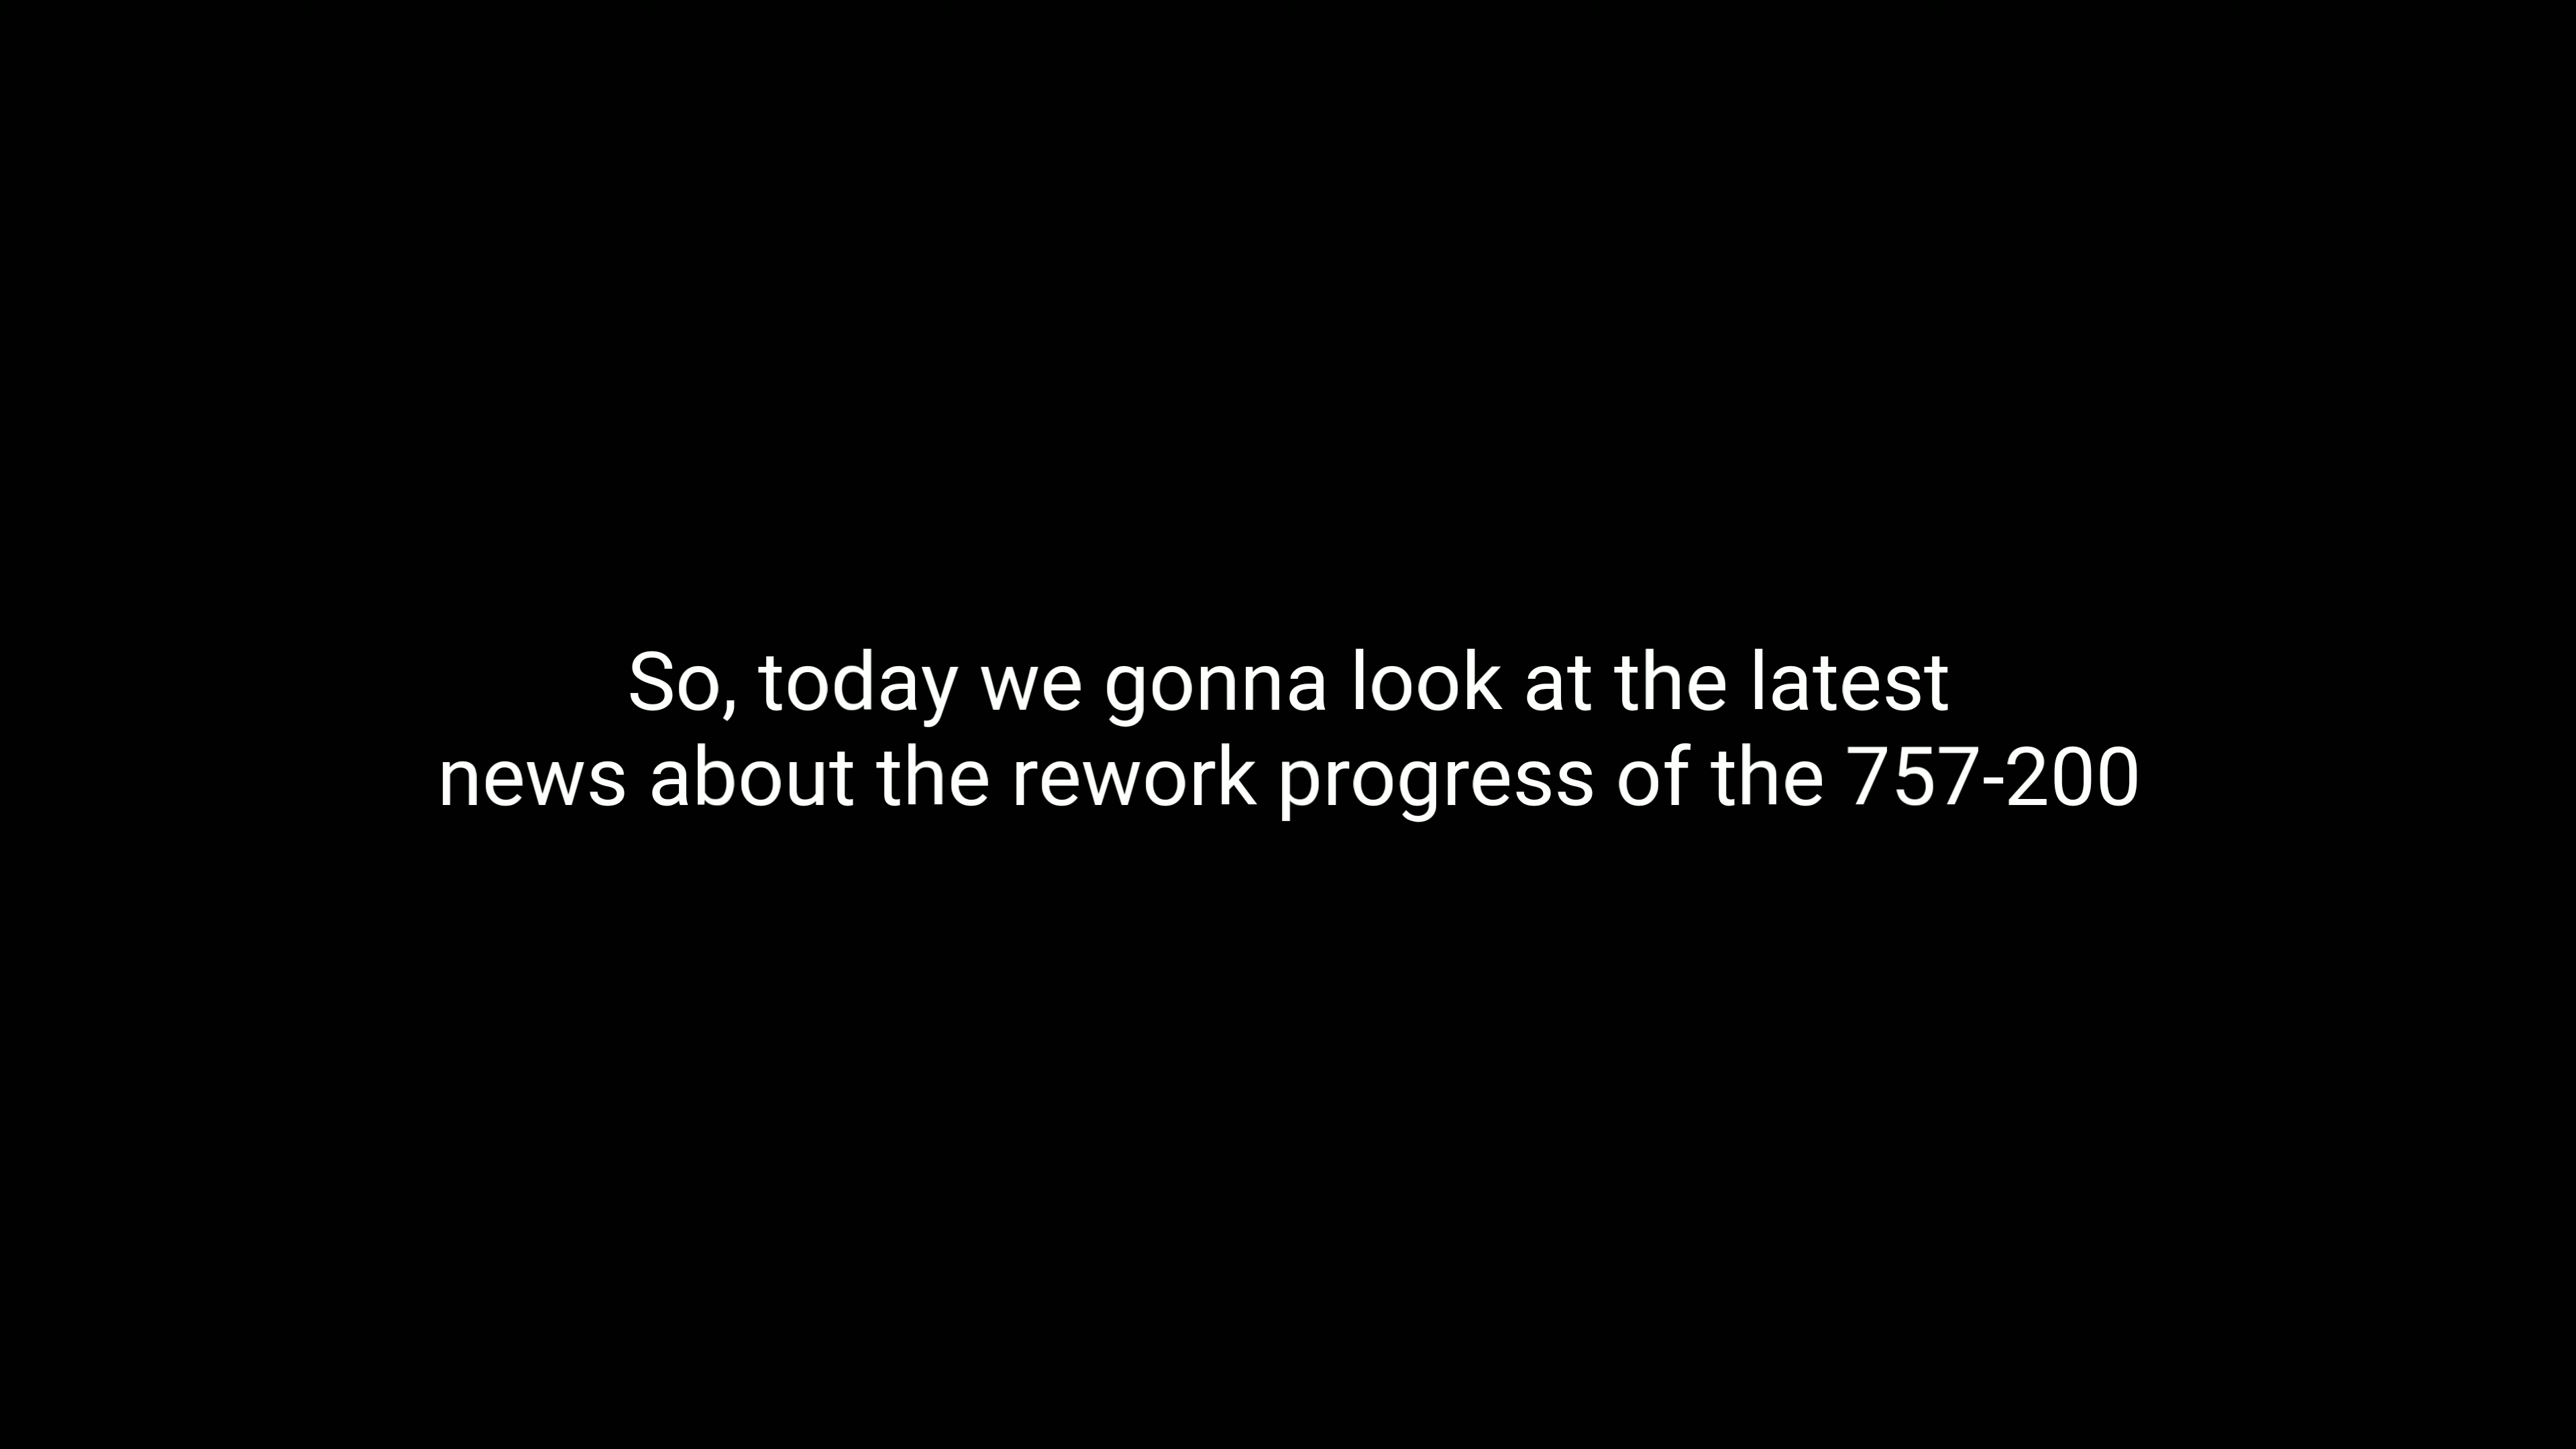 So, today we gonna look at the latest
news about the rework progress of the 757-200